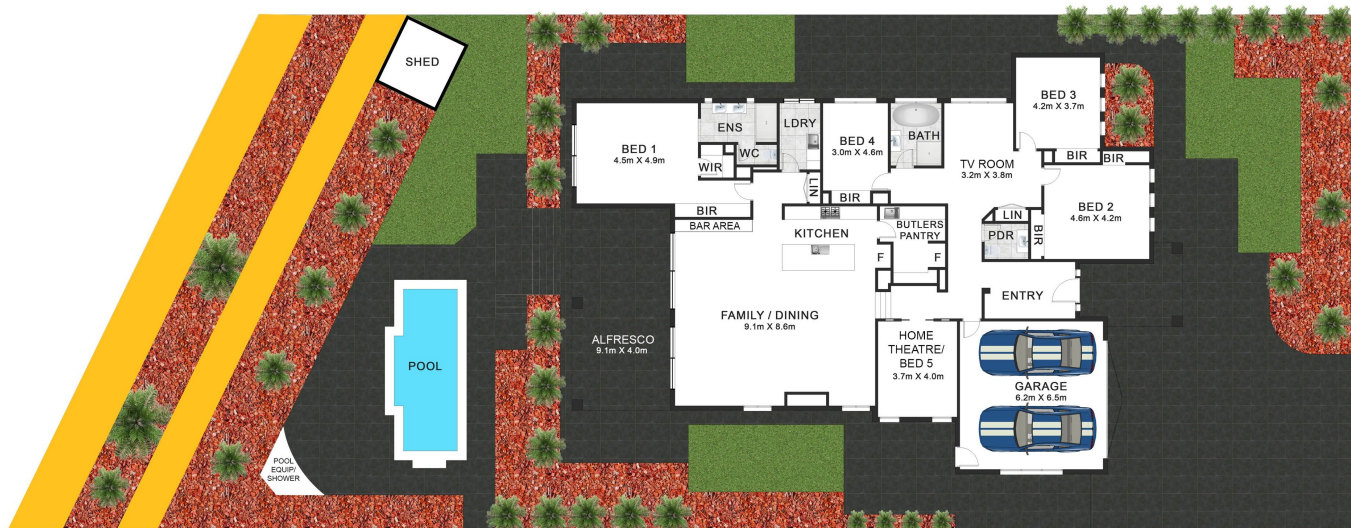 SHED
BED 3
4.2m X 3.7m
ENS
LDRY
BED 4
3.0m X 4.6m
BATH
BED 1
4.5m X 4.9m
WC
WIR
TV ROOM
3.2m X 3.8m
BIR
BIR
LIN
BIR
BED 2
4.6m X 4.2m
BIR
BAR AREA
KITCHEN
BUTLERS
PANTRY
LIN
PDR
BIR
F
F
ENTRY
FAMILY / DINING
9.1m X 8.6m
ALFRESCO
9.1m X 4.0m
HOME
THEATRE/
BED 5
3.7m X 4.0m
POOL
GARAGE
6.2m X 6.5m
POOL
EQUIP/
SHOWER